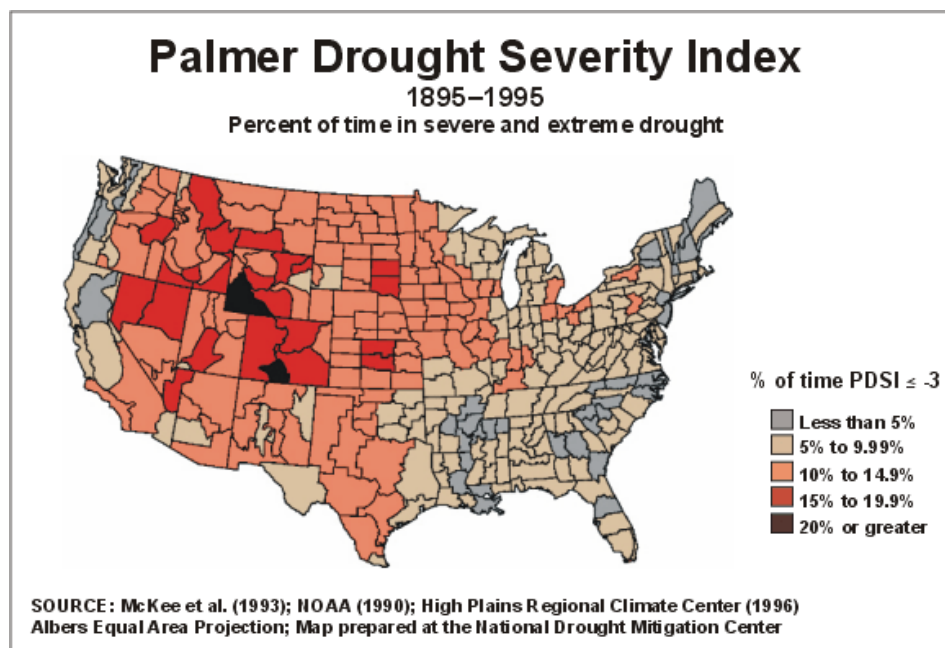 Palmer Drought Severity Index
1895–1995
Percent of time in severe and extreme drought
% of time PDSI ≤ -3
Less than 5%
5% to 9.99%
10% to 14.9%
15% to 19.9%
20% or greater
SOURCE: McKee et al. (1993); NOAA (1990); High Plains Regional Climate Center (1996)
Albers Equal Area Projection; Map prepared at the National Drought Mitigation Center